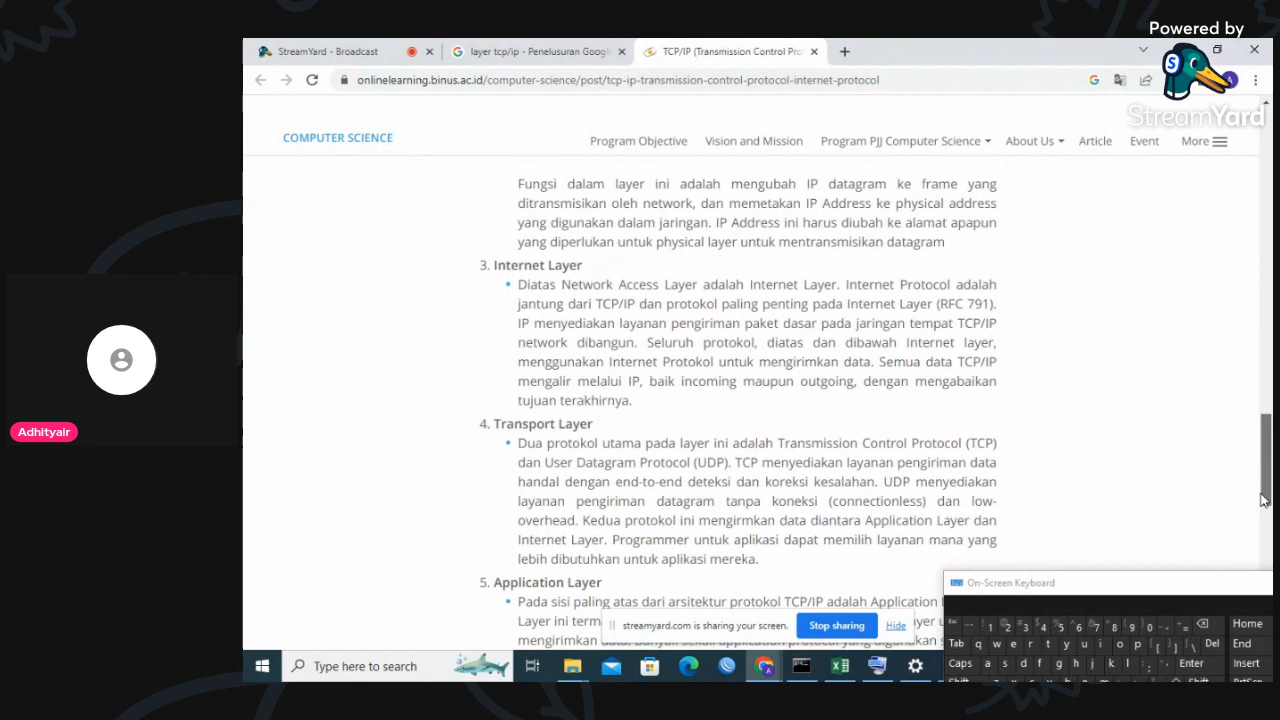 Powered by
StreamYard
StreamYard - Broadcast
layer tcp/ip - Penelusuran Googl
TCP/IP (Transmission Control Pro
onlinelearning.binus.ac.id/computer-science/post/tcp-ip-transmission-control-protocol-internet-protocol
COMPUTER SCIENCE
Program Objective
Vision and Mission
Program PJJ Computer Science
About Us
Article
Event
More
Fungsi dalam layer ini adalah mengubah IP datagram ke frame yang
ditransmisikan oleh network, dan memetakan IP Address ke physical address
yang digunakan dalam jaringan. IP Address ini harus diubah ke alamat apapun
yang diperlukan untuk physical layer untuk mentransmisikan datagram
3. Internet Layer
• Diatas Network Access Layer adalah Internet Layer. Internet Protocol adalah
jantung dari TCP/IP dan protokol paling penting pada Internet Layer (RFC 791).
IP menyediakan layanan pengiriman paket dasar pada jaringan tempat TCP/IP
network dibangun. Seluruh protokol, diatas dan dibawah Internet layer,
menggunakan Internet Protokol untuk mengirimkan data. Semua data TCP/IP
mengalir melalui IP, baik incoming maupun outgoing, dengan mengabaikan
tujuan terakhirnya.
4. Transport Layer
• Dua protokol utama pada layer ini adalah Transmission Control Protocol (TCP)
dan User Datagram Protocol (UDP). TCP menyediakan layanan pengiriman data
handal dengan end-to-end deteksi dan koreksi kesalahan. UDP menyediakan
layanan pengiriman datagram tanpa koneksi (connectionless) dan low-
overhead. Kedua protokol ini mengirmkan data diantara Application Layer dan
Internet Layer. Programmer untuk aplikasi dapat memilih layanan mana yang
lebih dibutuhkan untuk aplikasi mereka.
5. Application Layer
• Pada sisi paling atas dari arsitektur protokol TCP/IP adalah Application
Layer ini
mengirimkan data.
streamyard.com is sharing your screen.
Stop sharing
Hide
Adhityair
On-Screen Keyboard
Home
Tab q w e r t y u i o p [ ] \ Del End
Caps a s d f g h j k l ; ' Enter Insert
Type here to search